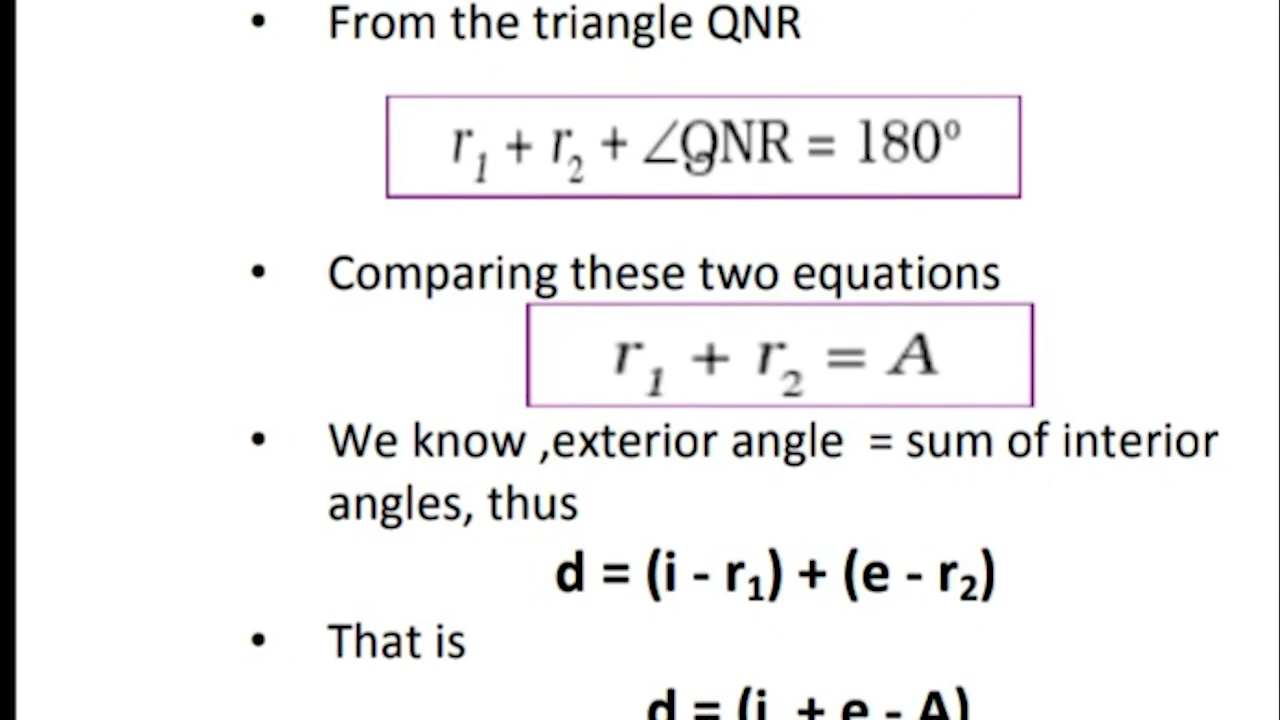 • From the triangle QNR
r₁ + r₂ + ∠QNR = 180º
• Comparing these two equations
r₁ + r₂ = A
• We know ,exterior angle = sum of interior
angles, thus
d = (i - r₁) + (e - r₂)
• That is
d = (i + e - A)